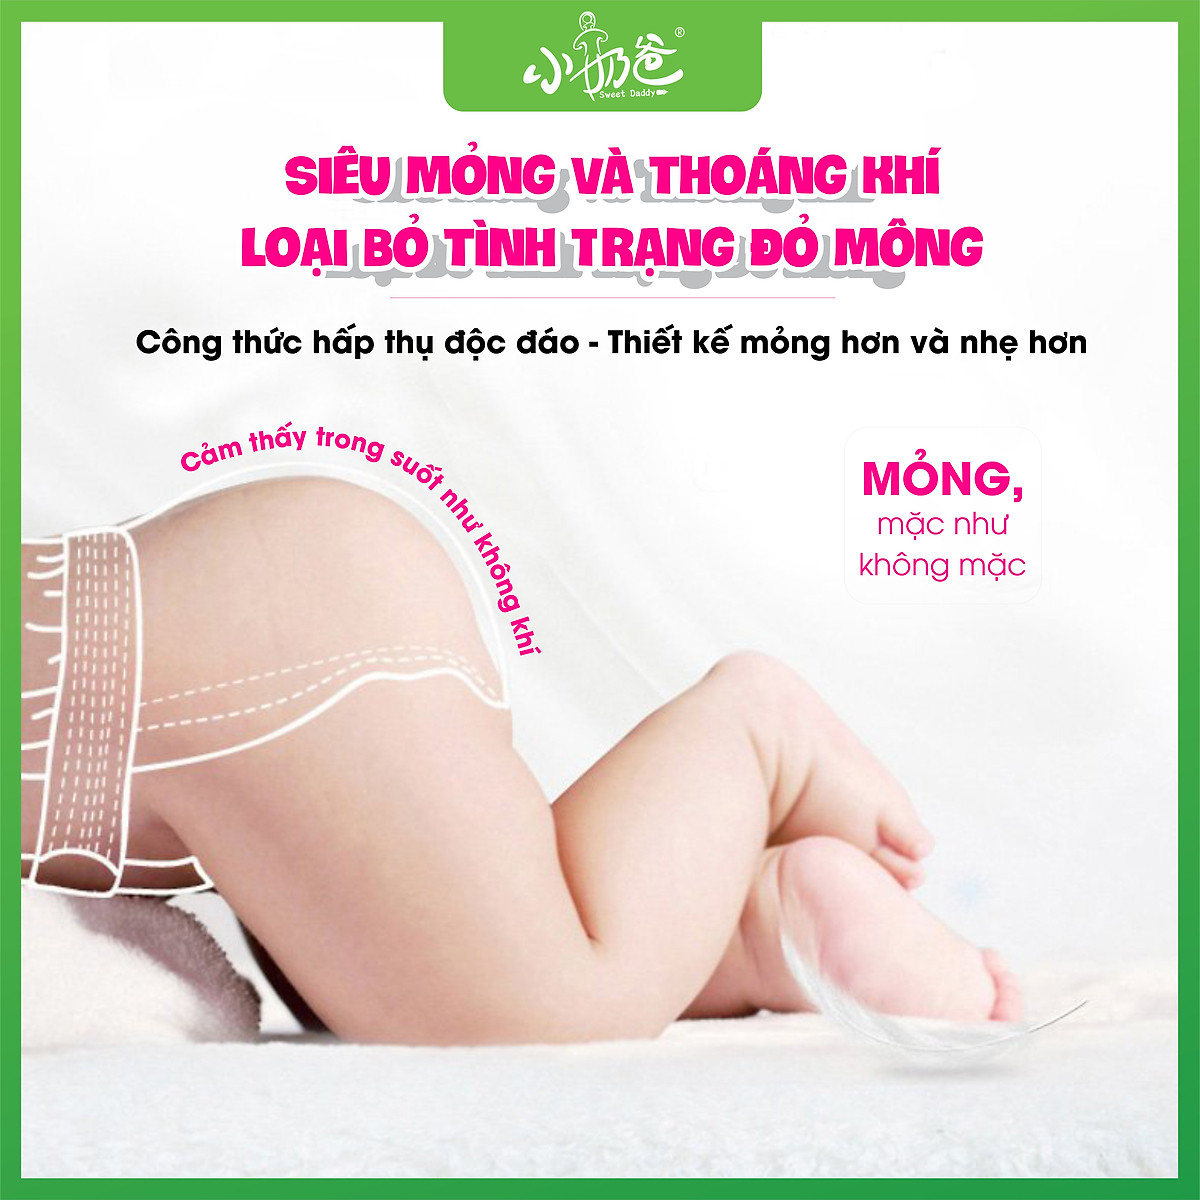 小奶爸®
Sweet Daddy
SIÊU MỎNG VÀ THOÁNG KHÍ
LOẠI BỎ TÌNH TRẠNG ĐỎ MÔNG
Công thức hấp thụ độc đáo - Thiết kế mỏng hơn và nhẹ hơn
Cảm thấy trong suốt như không khí
MỎNG,
mặc như
không mặc